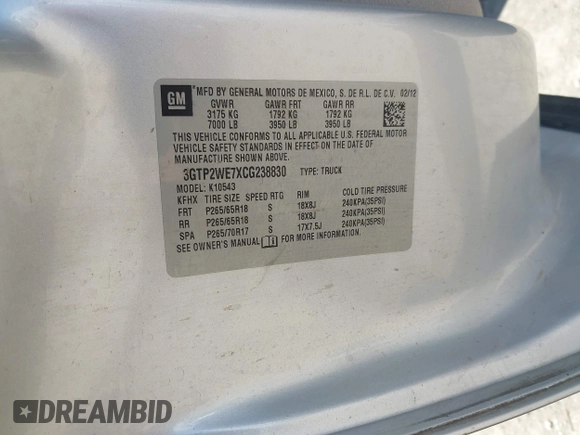 GM
MFD BY GENERAL MOTORS DE MEXICO, S. DE R.L. DE C.V. 02/12
GVWR GAWR FRT GAWR RR
3175 KG 1792 KG 1792 KG
7000 LB 3950 LB 3950 LB
THIS VEHICLE CONFORMS TO ALL APPLICABLE U.S. FEDERAL MOTOR
VEHICLE SAFETY STANDARDS IN EFFECT ON THE DATE OF
MANUFACTURE SHOWN ABOVE.
3GTP2WE7XCG238830 TYPE: TRUCK
MODEL: K10543
KFHX TIRE SIZE SPEED RTG RIM COLD TIRE PRESSURE
FRT P265/65R18 S 18X8J 240KPA(35PSI)
RR P265/65R18 S 18X8J 240KPA(35PSI)
SPA P265/70R17 S 17X7.5J 240KPA(35PSI)
SEE OWNER'S MANUAL FOR MORE INFORMATION.
DREAMBID